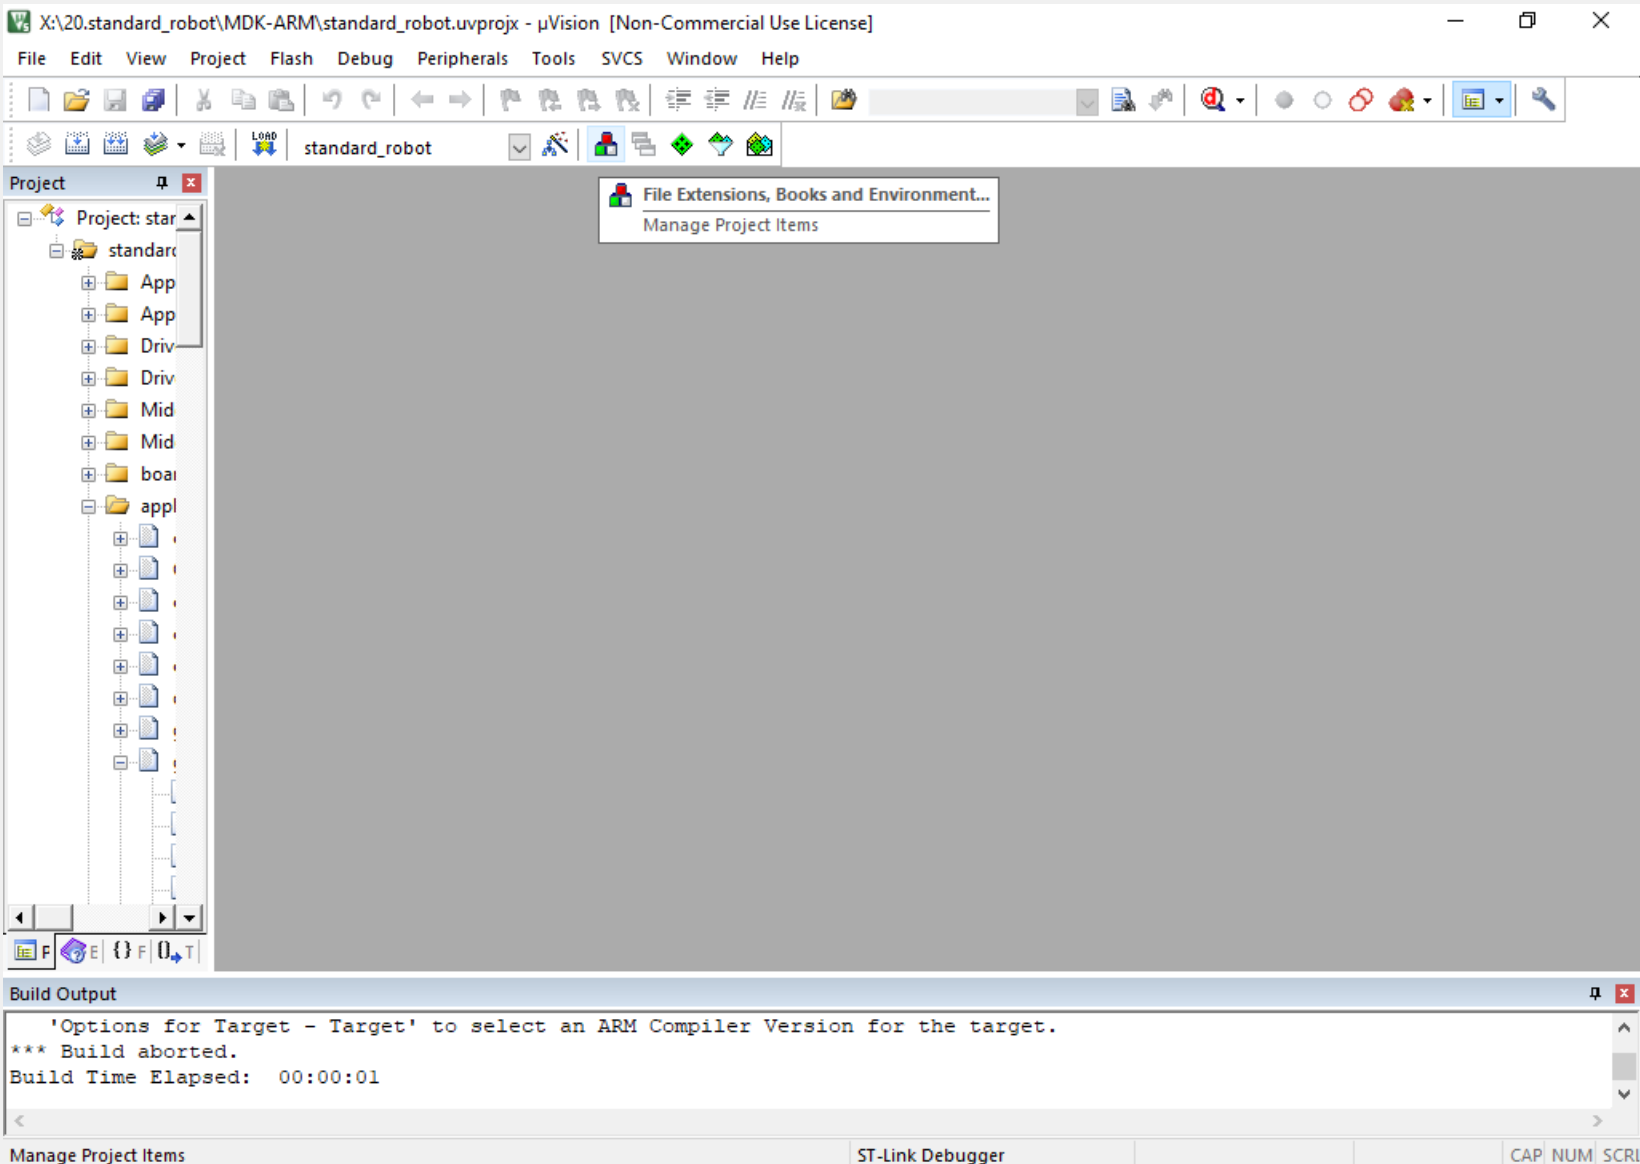 X:\20.standard_robot\MDK-ARM\standard_robot.uvprojx - µVision [Non-Commercial Use License]
File Edit View Project Flash Debug Peripherals Tools SVCS Window Help
LOAD
standard_robot
Project
File Extensions, Books and Environment...
Manage Project Items
Project: star
standard
App
App
Driv
Driv
Mid
Mid
boar
appl
F E {} F 0 T
Build Output
'Options for Target - Target' to select an ARM Compiler Version for the target.
*** Build aborted.
Build Time Elapsed: 00:00:01
Manage Project Items ST-Link Debugger CAP NUM SCRL